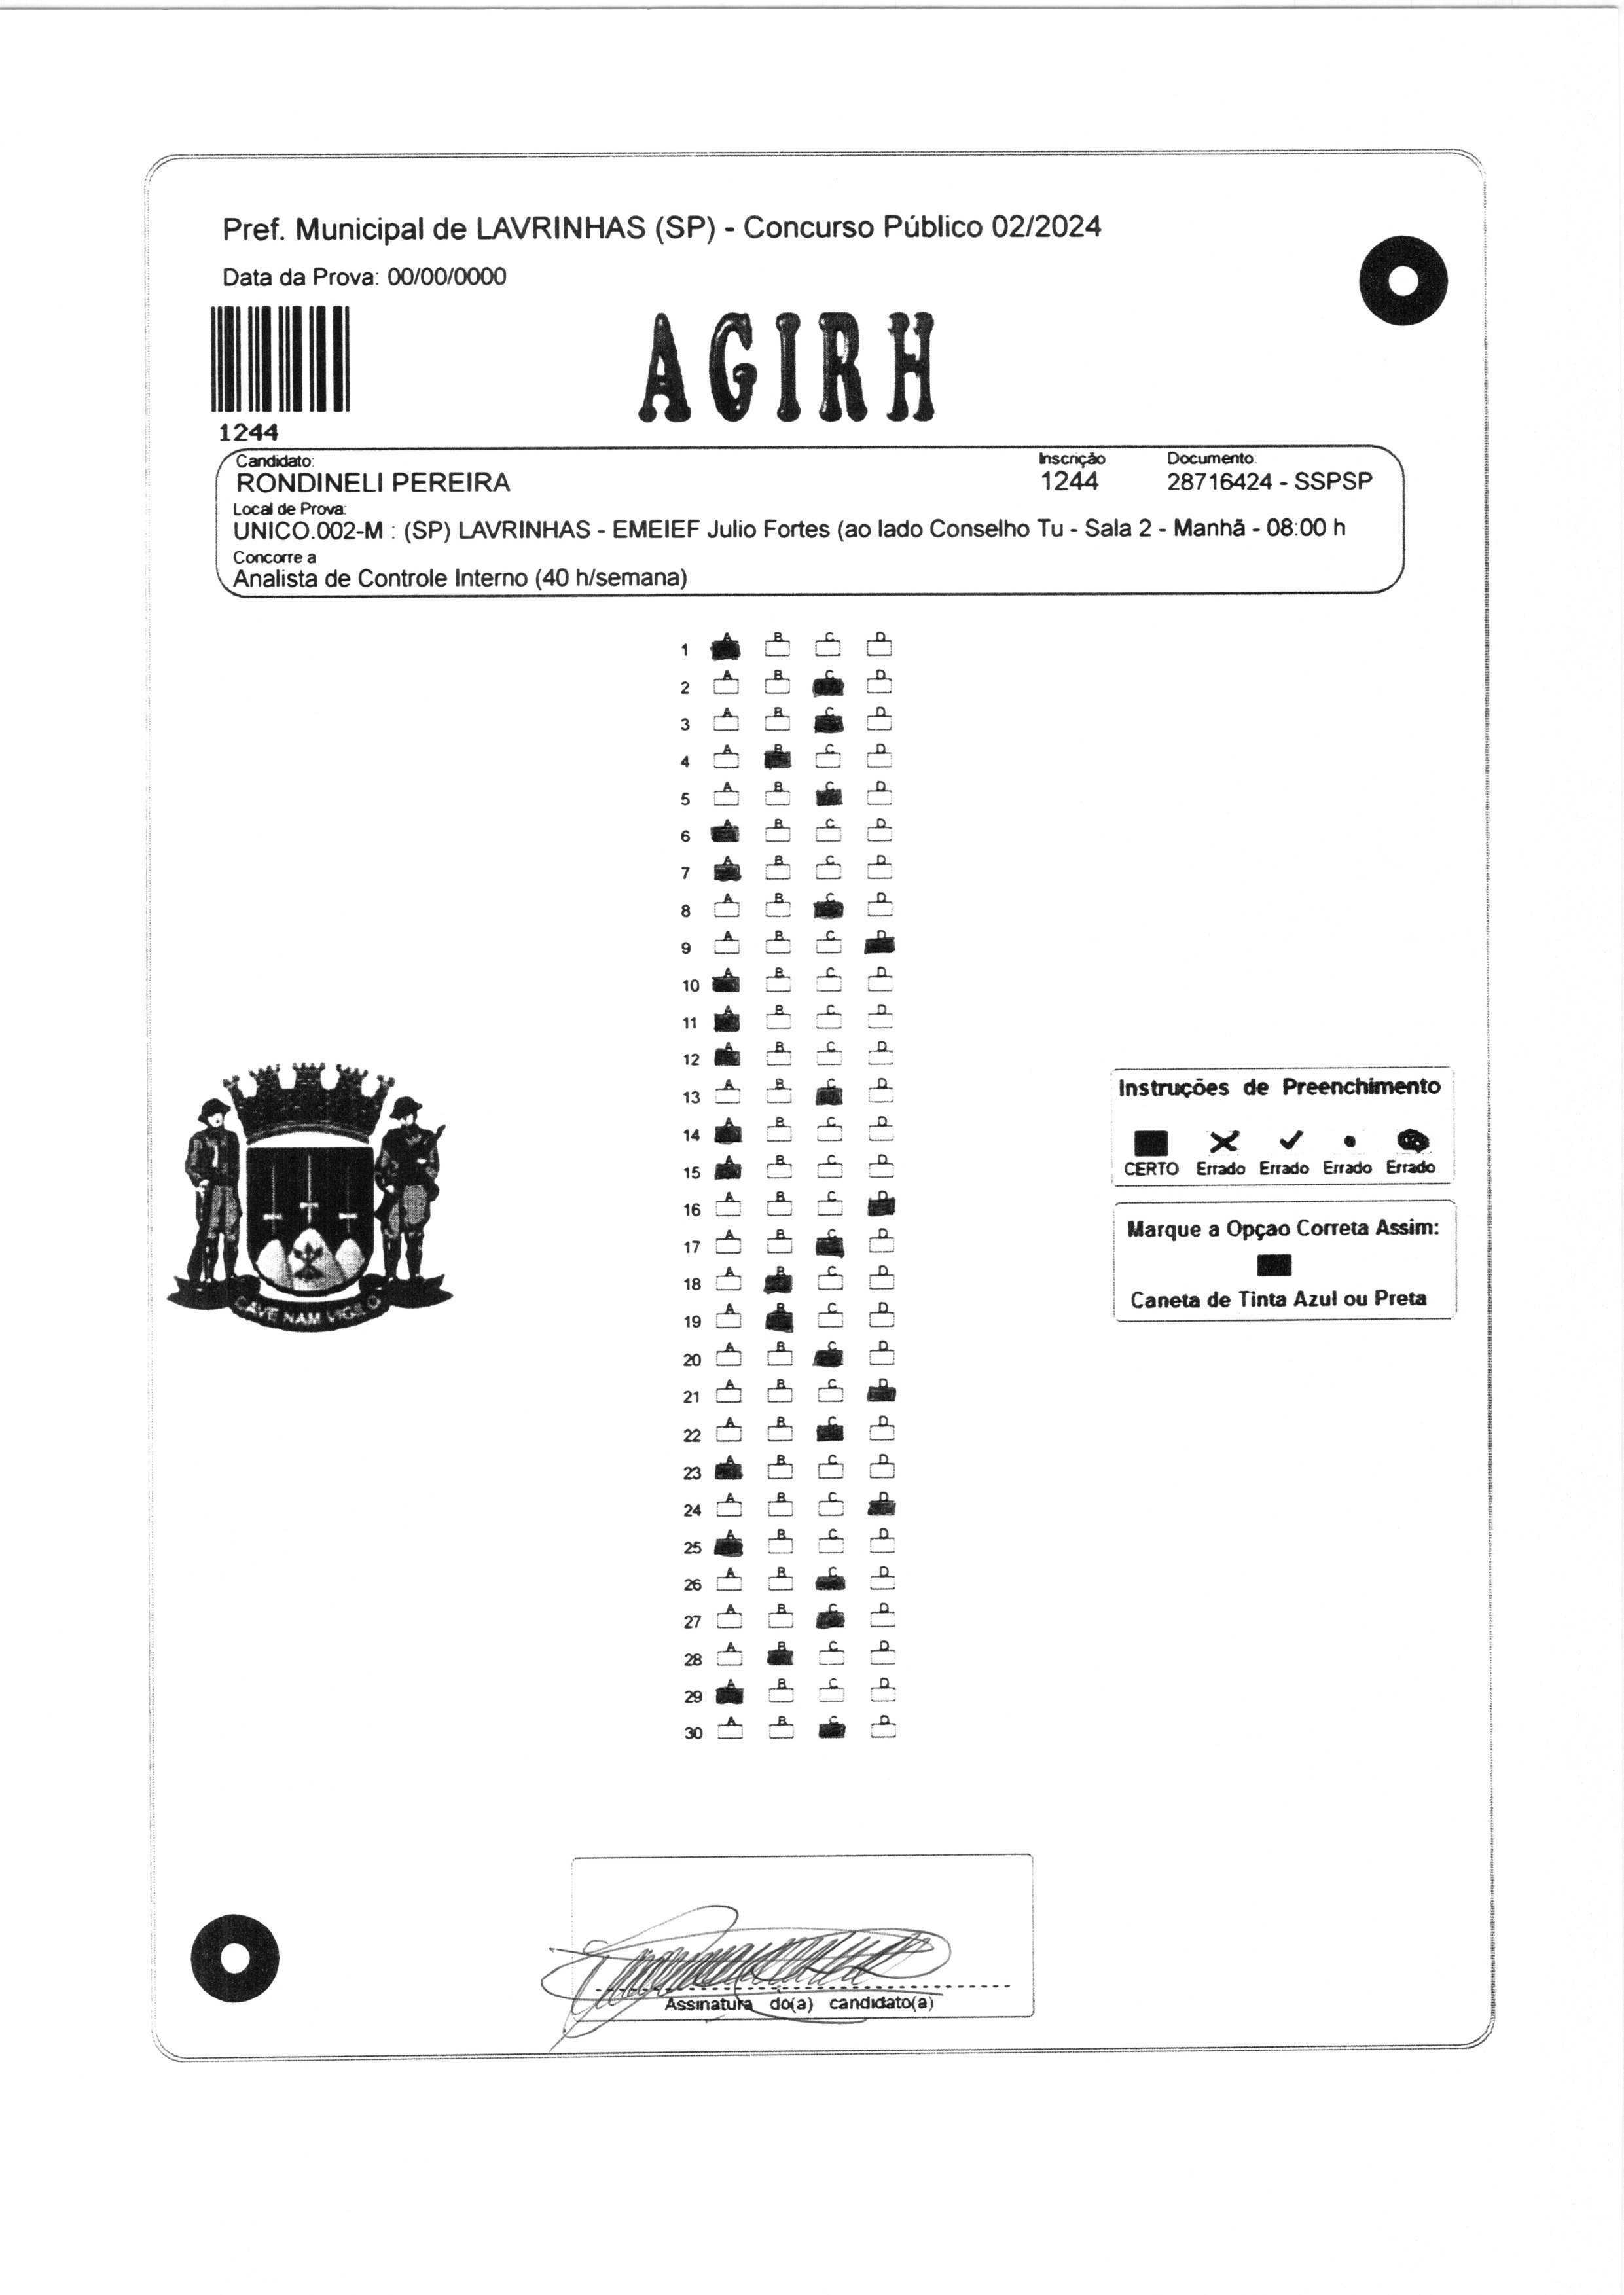 Pref. Municipal de LAVRINHAS (SP) - Concurso Público 02/2024
Data da Prova: 00/00/0000
AGIRH
1244
Candidato: Inscrição Documento:
RONDINELI PEREIRA 1244 28716424 - SSPSP
Local de Prova:
UNICO.002-M : (SP) LAVRINHAS - EMEIEF Julio Fortes (ao lado Conselho Tu - Sala 2 - Manhã - 08:00 h
Concorre a
Analista de Controle Interno (40 h/semana)
1 A B C D
2 A B C D
3 A B C D
4 A B C D
5 A B C D
6 A B C D
7 A B C D
8 A B C D
9 A B C D
10 A B C D
11 A B C D
12 A B C D
13 A B C D
14 A B C D
15 A B C D
16 A B C D
17 A B C D
18 A B C D
19 A B C D
20 A B C D
21 A B C D
22 A B C D
23 A B C D
24 A B C D
25 A B C D
26 A B C D
27 A B C D
28 A B C D
29 A B C D
30 A B C D
CAVE NAM VIGILO
Instruções de Preenchimento
CERTO Errado Errado Errado Errado
Marque a Opçao Correta Assim:
Caneta de Tinta Azul ou Preta
Assinatura do(a) candidato(a)